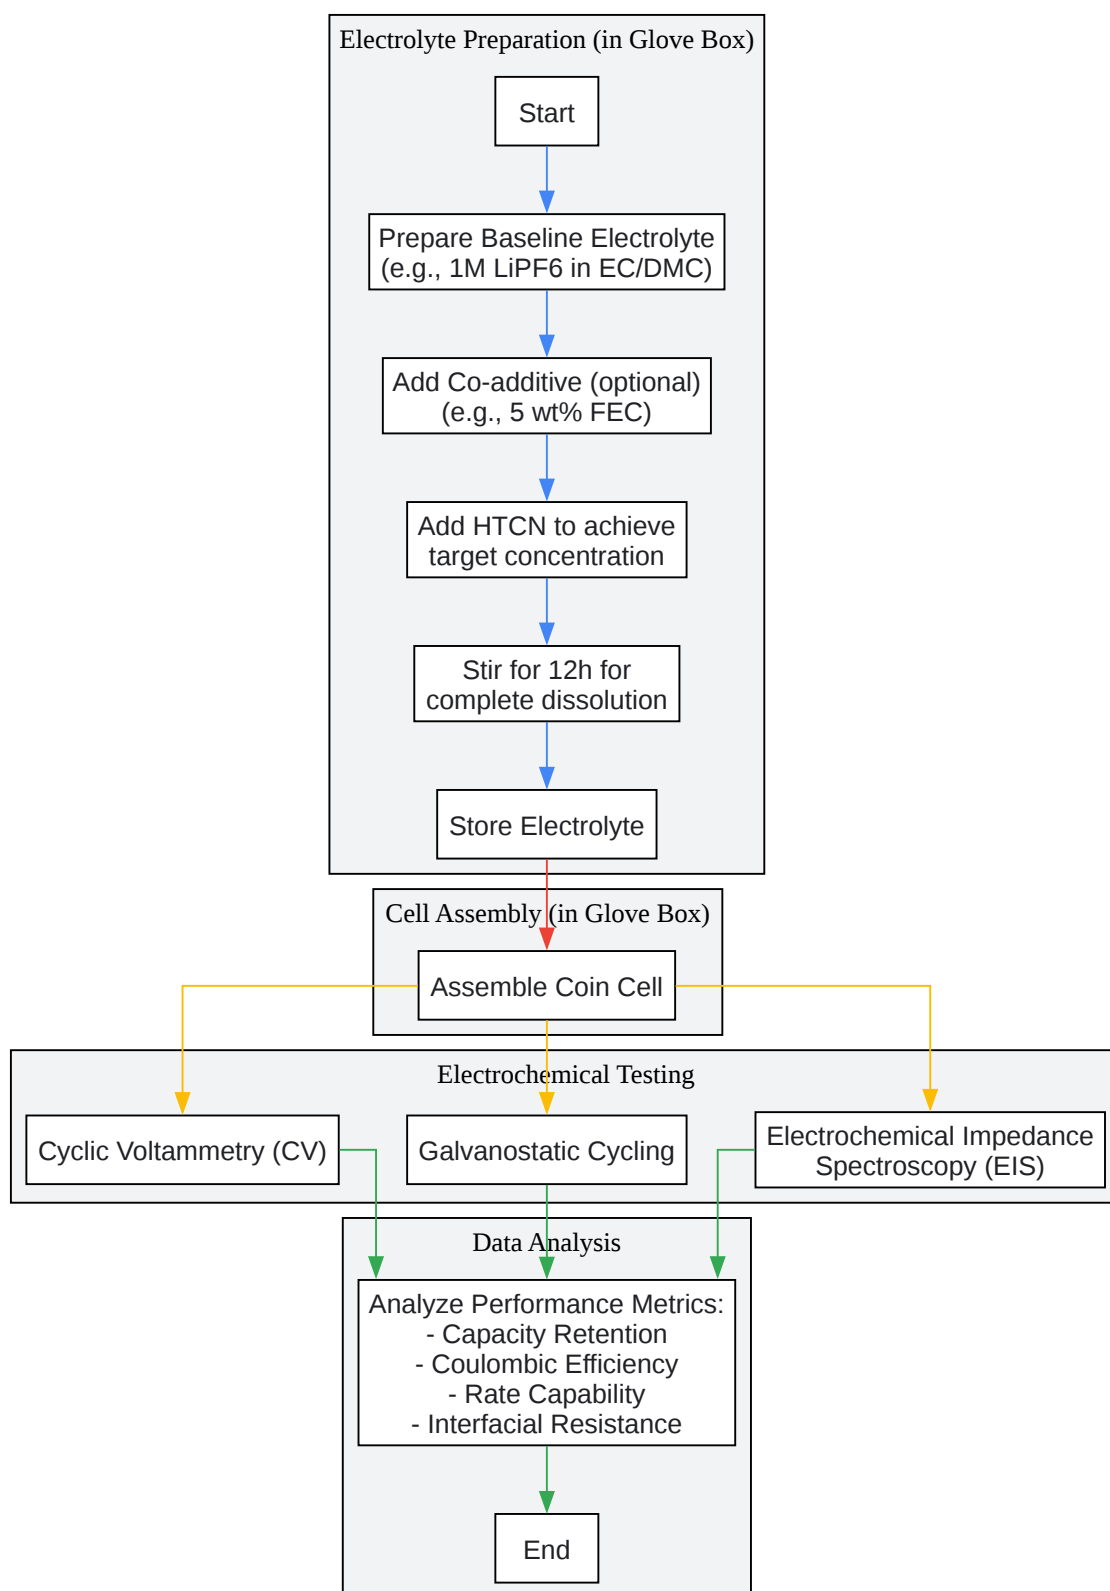 Electrolyte Preparation (in Glove Box)
Start
Prepare Baseline Electrolyte
(e.g., 1M LiPF6 in EC/DMC)
Add Co-additive (optional)
(e.g., 5 wt% FEC)
Add HTCN to achieve
target concentration
Stir for 12h for
complete dissolution
Store Electrolyte
Cell Assembly (in Glove Box)
Assemble Coin Cell
Electrochemical Testing
Cyclic Voltammetry (CV)
Galvanostatic Cycling
Electrochemical Impedance
Spectroscopy (EIS)
Data Analysis
Analyze Performance Metrics:
- Capacity Retention
- Coulombic Efficiency
- Rate Capability
- Interfacial Resistance
End